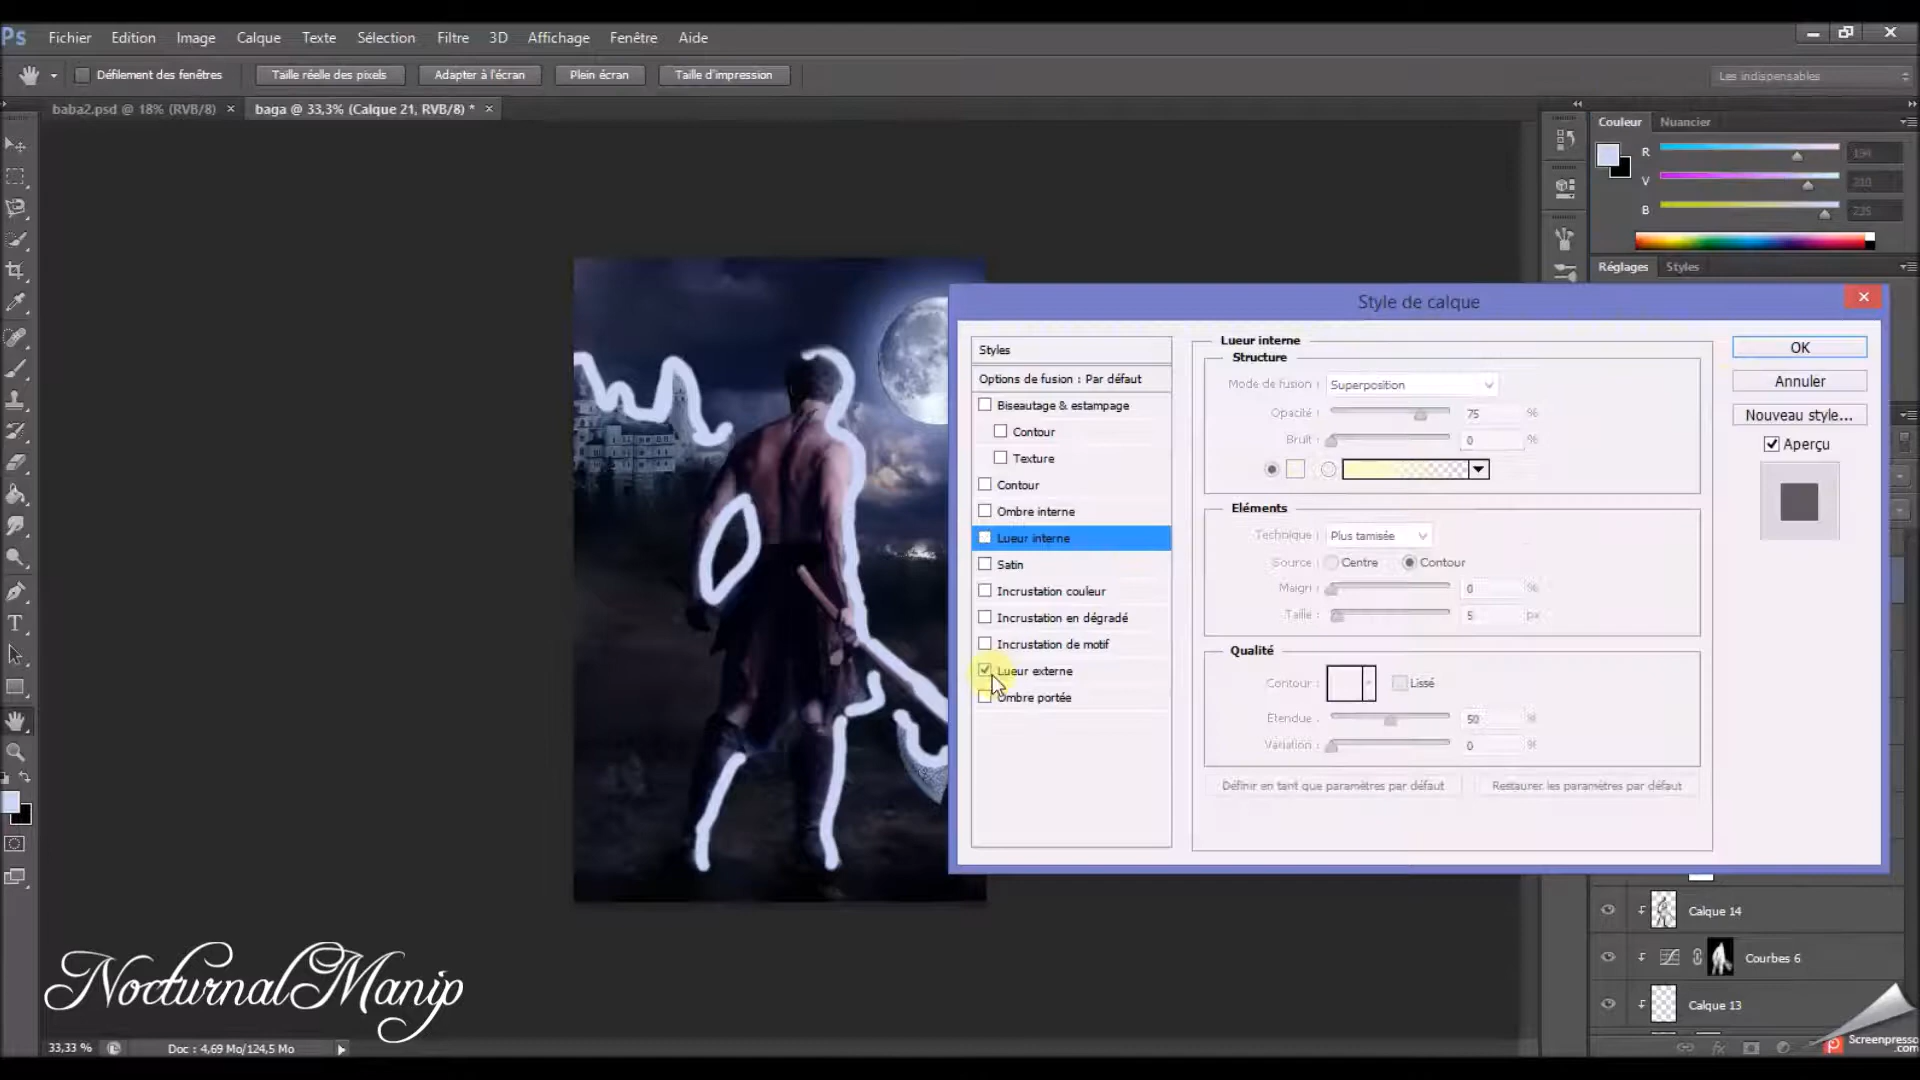 Ps Fichier Edition Image Calque Texte Sélection Filtre 3D Affichage Fenêtre Aide
Défilement des fenêtres Taille réelle des pixels Adapter à l'écran Plein écran Taille d'impression Les indispensables
baba2.psd @ 18% (RVB/8) × baga @ 33,3% (Calque 21, RVB/8) * ×
Couleur Nuancier
R 194
V 210
B 235
Réglages Styles
Style de calque
Styles
Options de fusion : Par défaut
Biseautage & estampage
Contour
Texture
Contour
Ombre interne
Lueur interne
Satin
Incrustation couleur
Incrustation en dégradé
Incrustation de motif
Lueur externe
Ombre portée
Lueur interne
Structure
Mode de fusion : Superposition
Opacité : 75 %
Bruit : 0 %
Eléments
Technique : Plus tamisée
Source : Centre Contour
Maigri : 0 %
Taille : 5 px
Qualité
Contour : Lissé
Etendue : 50 %
Variation : 0 %
Définir en tant que paramètres par défaut Restaurer les paramètres par défaut
OK
Annuler
Nouveau style...
Aperçu
Calque 14
Courbes 6
Calque 13
NocturnalManip
33,33 % Doc : 4,69 Mo/124,5 Mo
Screenpresso
.com